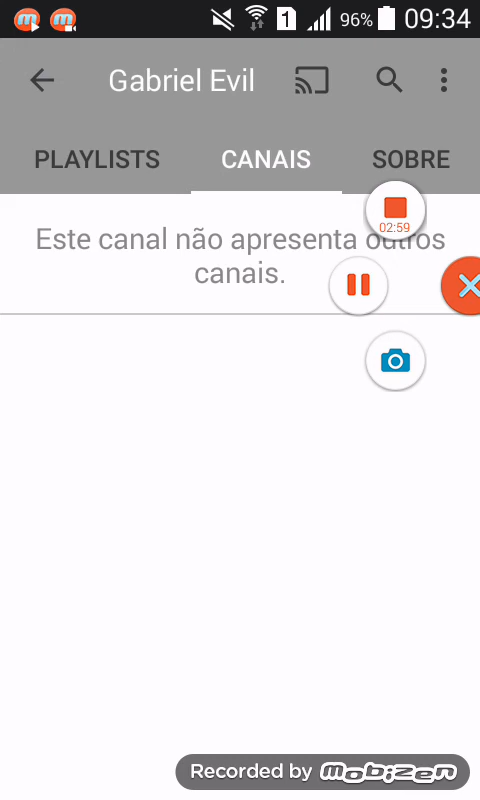 1 96% 09:34
Gabriel Evil
PLAYLISTS CANAIS SOBRE
02:59
Este canal não apresenta outros
canais.
Recorded by mobizen